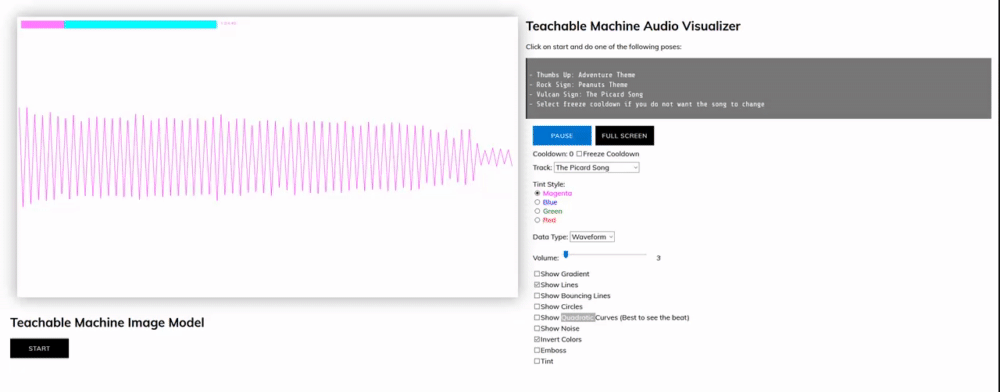 Teachable Machine Audio Visualizer
Click on start and do one of the following poses:
- Thumbs Up: Adventure Theme
- Rock Sign: Peanuts Theme
- Vulcan Sign: The Picard Song
- Select freeze cooldown if you do not want the song to change
PAUSE FULL SCREEN
Cooldown: 0 Freeze Cooldown
Track: The Picard Song
Tint Style:
Magenta
Blue
Green
Red
Data Type: Waveform
Volume: 3
Show Gradient
Show Lines
Show Bouncing Lines
Show Circles
Show Quadratic Curves (Best to see the beat)
Show Noise
Invert Colors
Emboss
Tint
Teachable Machine Image Model
START